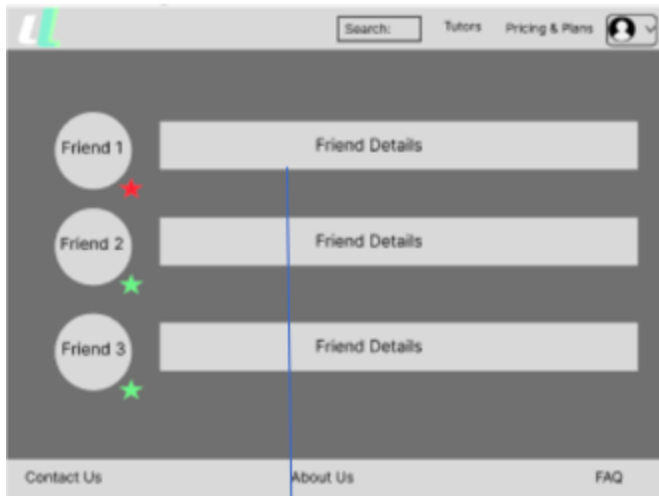 Search: Tutors Pricing & Plans
Friend 1 Friend Details
Friend 2 Friend Details
Friend 3 Friend Details
Contact Us About Us FAQ